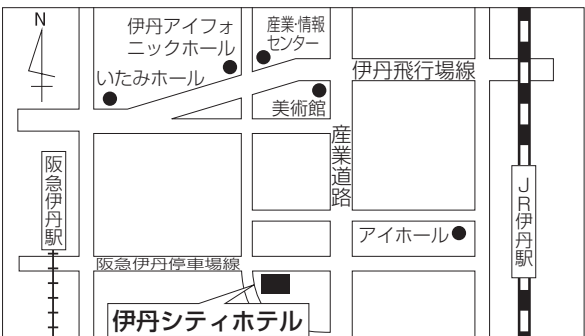 N
伊丹アイフォ
ニックホール
産業・情報
センター
いたみホール
伊丹飛行場線
美術館
産業道路
阪急伊丹駅
JR伊丹駅
アイホール
阪急伊丹停車場線
伊丹シティホテル